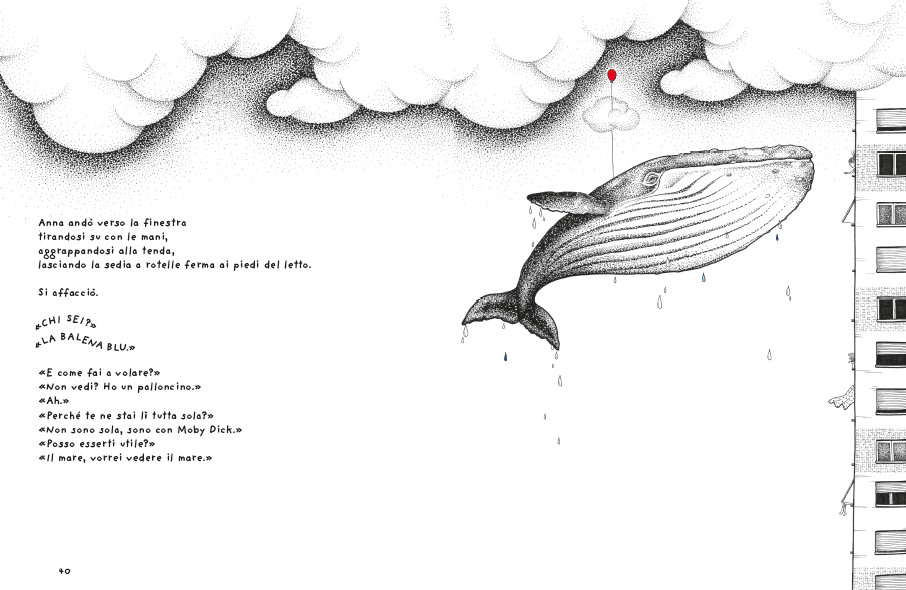 Anna andò verso la finestra
tirandosi su con le mani,
aggrappandosi alla tenda,
lasciando la sedia a rotelle ferma ai piedi del letto.
Si affacciò.
«CHI SEI?»
«LA BALENA BLU.»
«E come fai a volare?»
«Non vedi? Ho un palloncino.»
«Ah.»
«Perché te ne stai lì tutta sola?»
«Non sono sola, sono con Moby Dick.»
«Posso esserti utile?»
«Il mare, vorrei vedere il mare.»
40